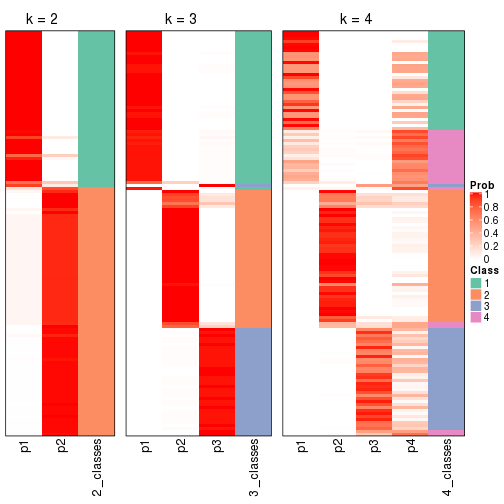 k = 2
k = 3
k = 4
p1
p2
2_classes
p1
p2
p3
3_classes
p1
p2
p3
p4
4_classes
Prob
1
0.8
0.6
0.4
0.2
0
Class
1
2
3
4